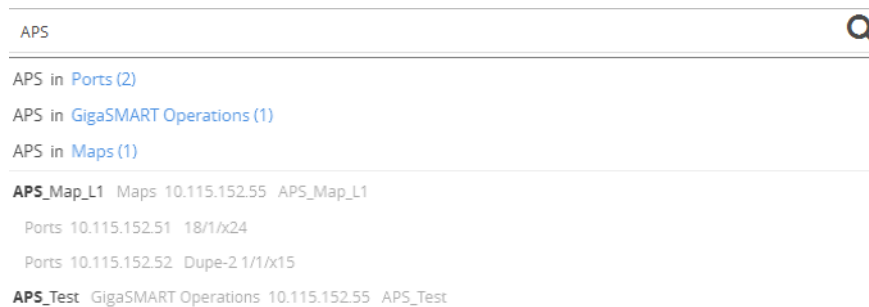 APS
APS in Ports (2)
APS in GigaSMART Operations (1)
APS in Maps (1)
APS_Map_L1 Maps 10.115.152.55 APS_Map_L1
Ports 10.115.152.51 18/1/x24
Ports 10.115.152.52 Dupe-2 1/1/x15
APS_Test GigaSMART Operations 10.115.152.55 APS_Test